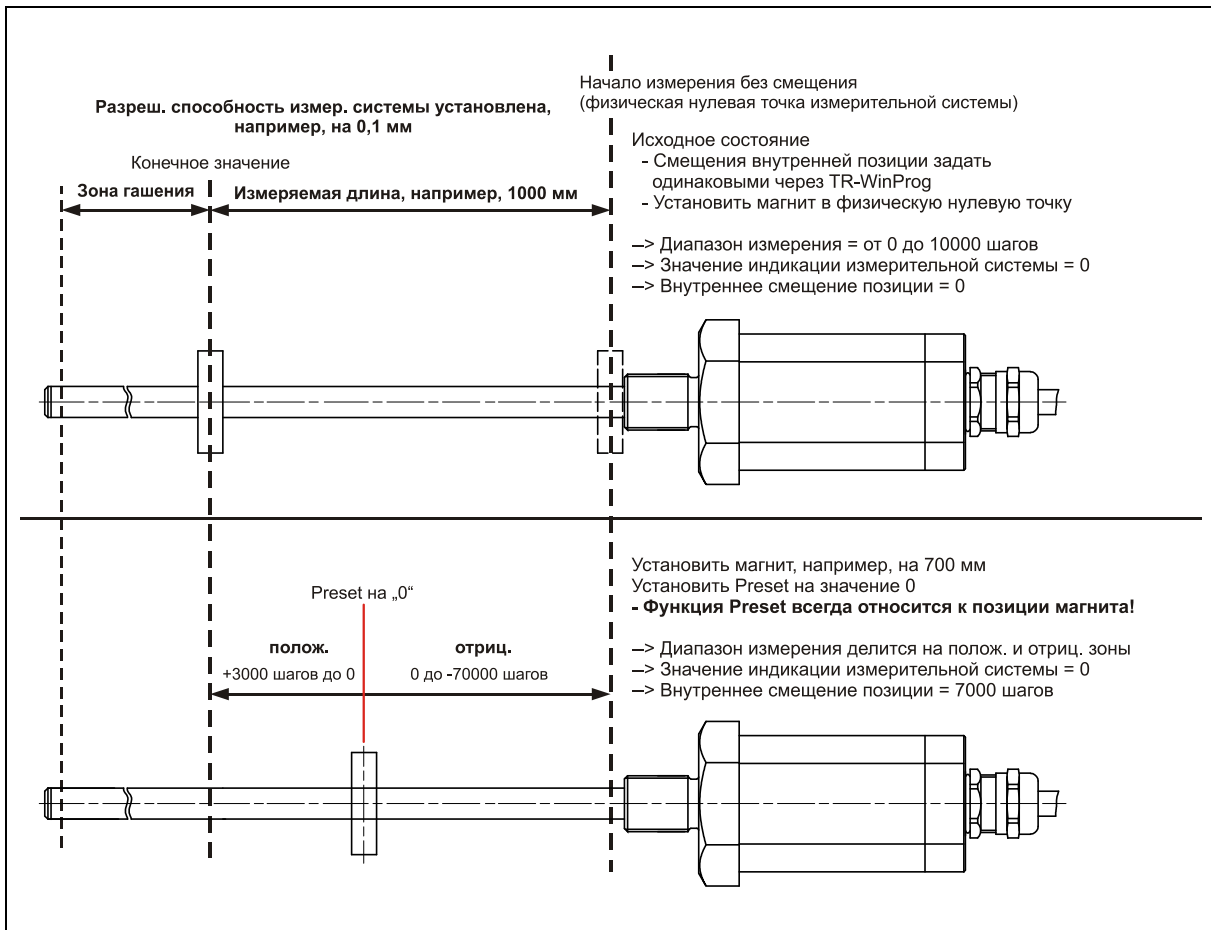 Начало измерения без смещения
(физическая нулевая точка измерительной системы)
Разреш. способность измер. системы установлена,
например, на 0,1 мм
Конечное значение
Зона гашения
Измеряемая длина, например, 1000 мм
Исходное состояние
- Смещения внутренней позиции задать
одинаковыми через TR-WinProg
- Установить магнит в физическую нулевую точку
–> Диапазон измерения = от 0 до 10000 шагов
–> Значение индикации измерительной системы = 0
–> Внутреннее смещение позиции = 0
Preset на „0“
полож.
отриц.
+3000 шагов до 0
0 до -70000 шагов
Установить магнит, например, на 700 мм
Установить Preset на значение 0
- Функция Preset всегда относится к позиции магнита!
–> Диапазон измерения делится на полож. и отриц. зоны
–> Значение индикации измерительной системы = 0
–> Внутреннее смещение позиции = 7000 шагов